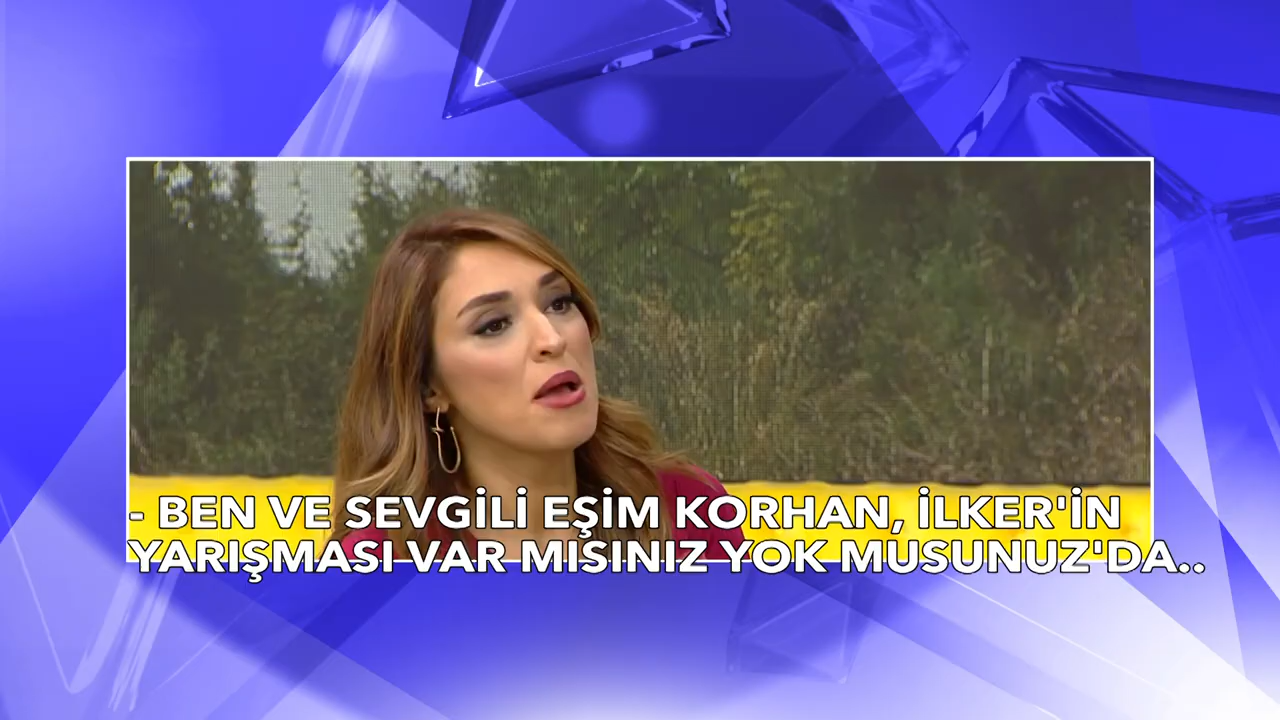 - BEN VE SEVGİLİ EŞİM KORHAN, İLKER'İN
YARIŞMASI VAR MISINIZ YOK MUSUNUZ'DA..